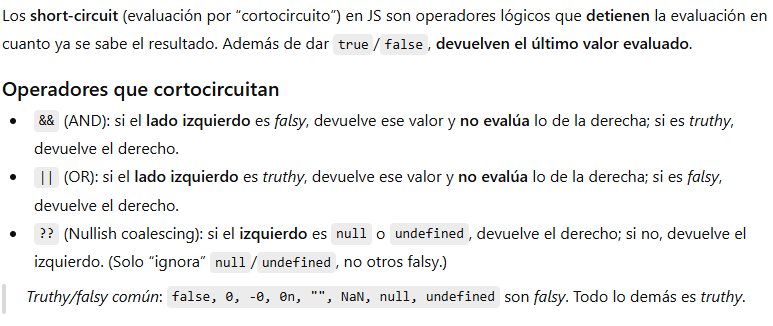 Los short-circuit (evaluación por “cortocircuito”) en JS son operadores lógicos que detienen la evaluación en
cuanto ya se sabe el resultado. Además de dar true/false, devuelven el último valor evaluado.
Operadores que cortocircuitan
• && (AND): si el lado izquierdo es falsy, devuelve ese valor y no evalúa lo de la derecha; si es truthy,
devuelve el derecho.
• || (OR): si el lado izquierdo es truthy, devuelve ese valor y no evalúa lo de la derecha; si es falsy,
devuelve el derecho.
• ?? (Nullish coalescing): si el izquierdo es null o undefined, devuelve el derecho; si no, devuelve el
izquierdo. (Solo “ignora” null/undefined, no otros falsy.)
Truthy/falsy común: false, 0, -0, 0n, "", NaN, null, undefined son falsy. Todo lo demás es truthy.